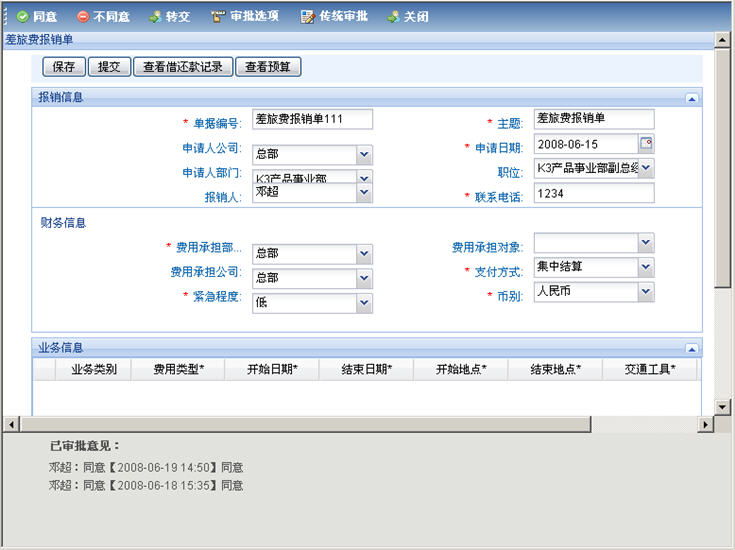 同意 不同意 转交 审批选项 传统审批 关闭
差旅费报销单
保存 提交 查看借还款记录 查看预算
报销信息
* 单据编号: 差旅费报销单111 * 主题: 差旅费报销单
申请人公司: 总部 * 申请日期: 2008-06-15
申请人部门: K3产品事业部 职位: K3产品事业部副总经
报销人: 邓超 * 联系电话: 1234
财务信息
* 费用承担部... 总部 费用承担对象:
费用承担公司: 总部 * 支付方式: 集中结算
* 紧急程度: 低 * 币别: 人民币
业务信息
业务类别 费用类型* 开始日期* 结束日期* 开始地点* 结束地点* 交通工具*
已审批意见：
邓超：同意【2008-06-19 14:50】同意
邓超：同意【2008-06-18 15:35】同意